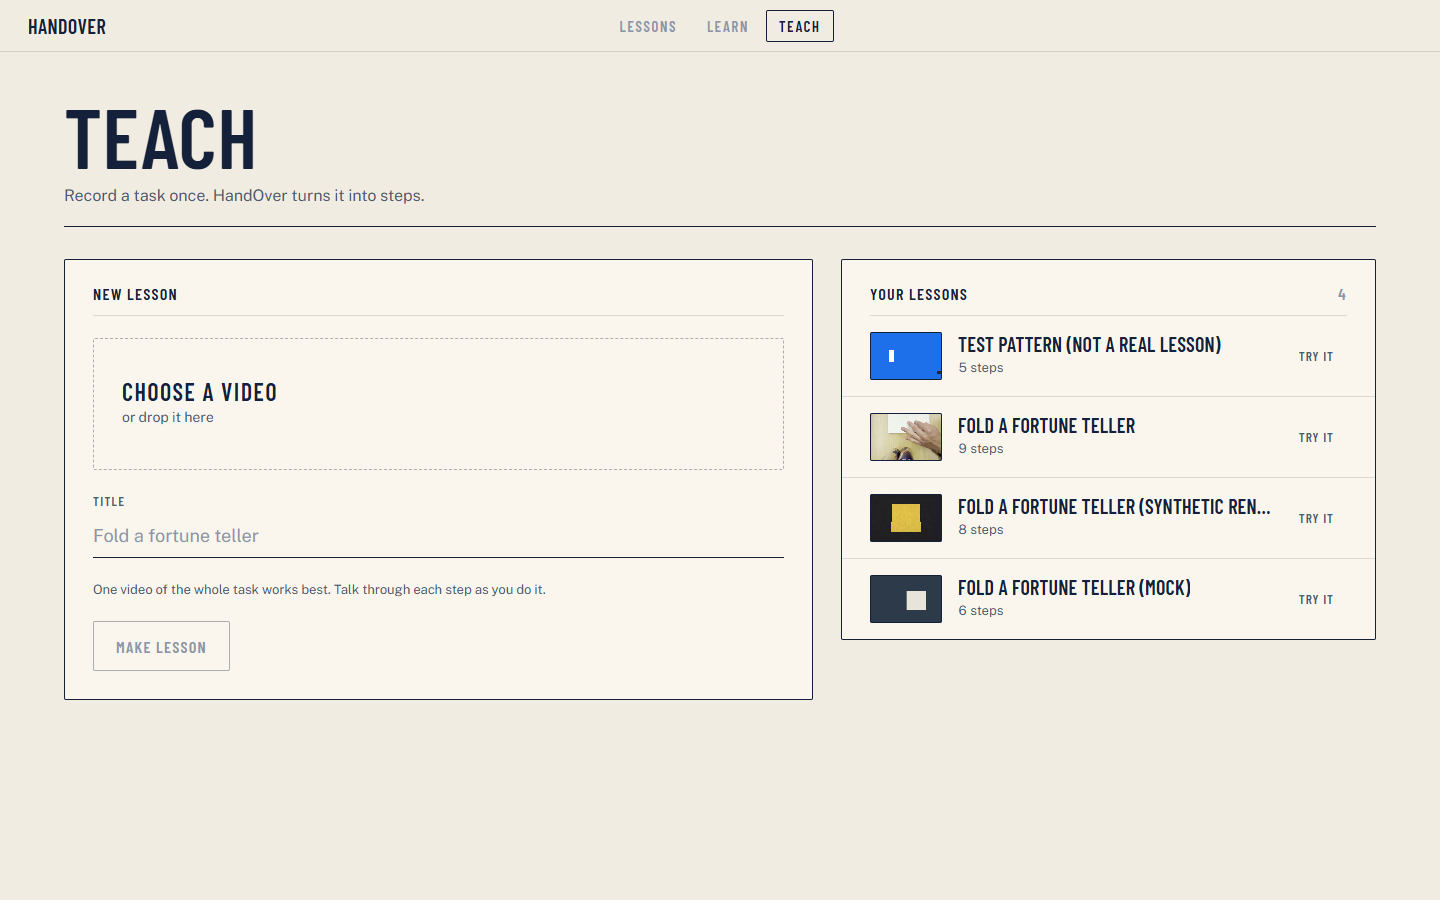 HANDOVER
LESSONS
LEARN
TEACH
TEACH
Record a task once. HandOver turns it into steps.
NEW LESSON
CHOOSE A VIDEO
or drop it here
TITLE
Fold a fortune teller
One video of the whole task works best. Talk through each step as you do it.
MAKE LESSON
YOUR LESSONS
4
TEST PATTERN (NOT A REAL LESSON)
5 steps
TRY IT
FOLD A FORTUNE TELLER
9 steps
TRY IT
FOLD A FORTUNE TELLER (SYNTHETIC REN...
8 steps
TRY IT
FOLD A FORTUNE TELLER (MOCK)
6 steps
TRY IT